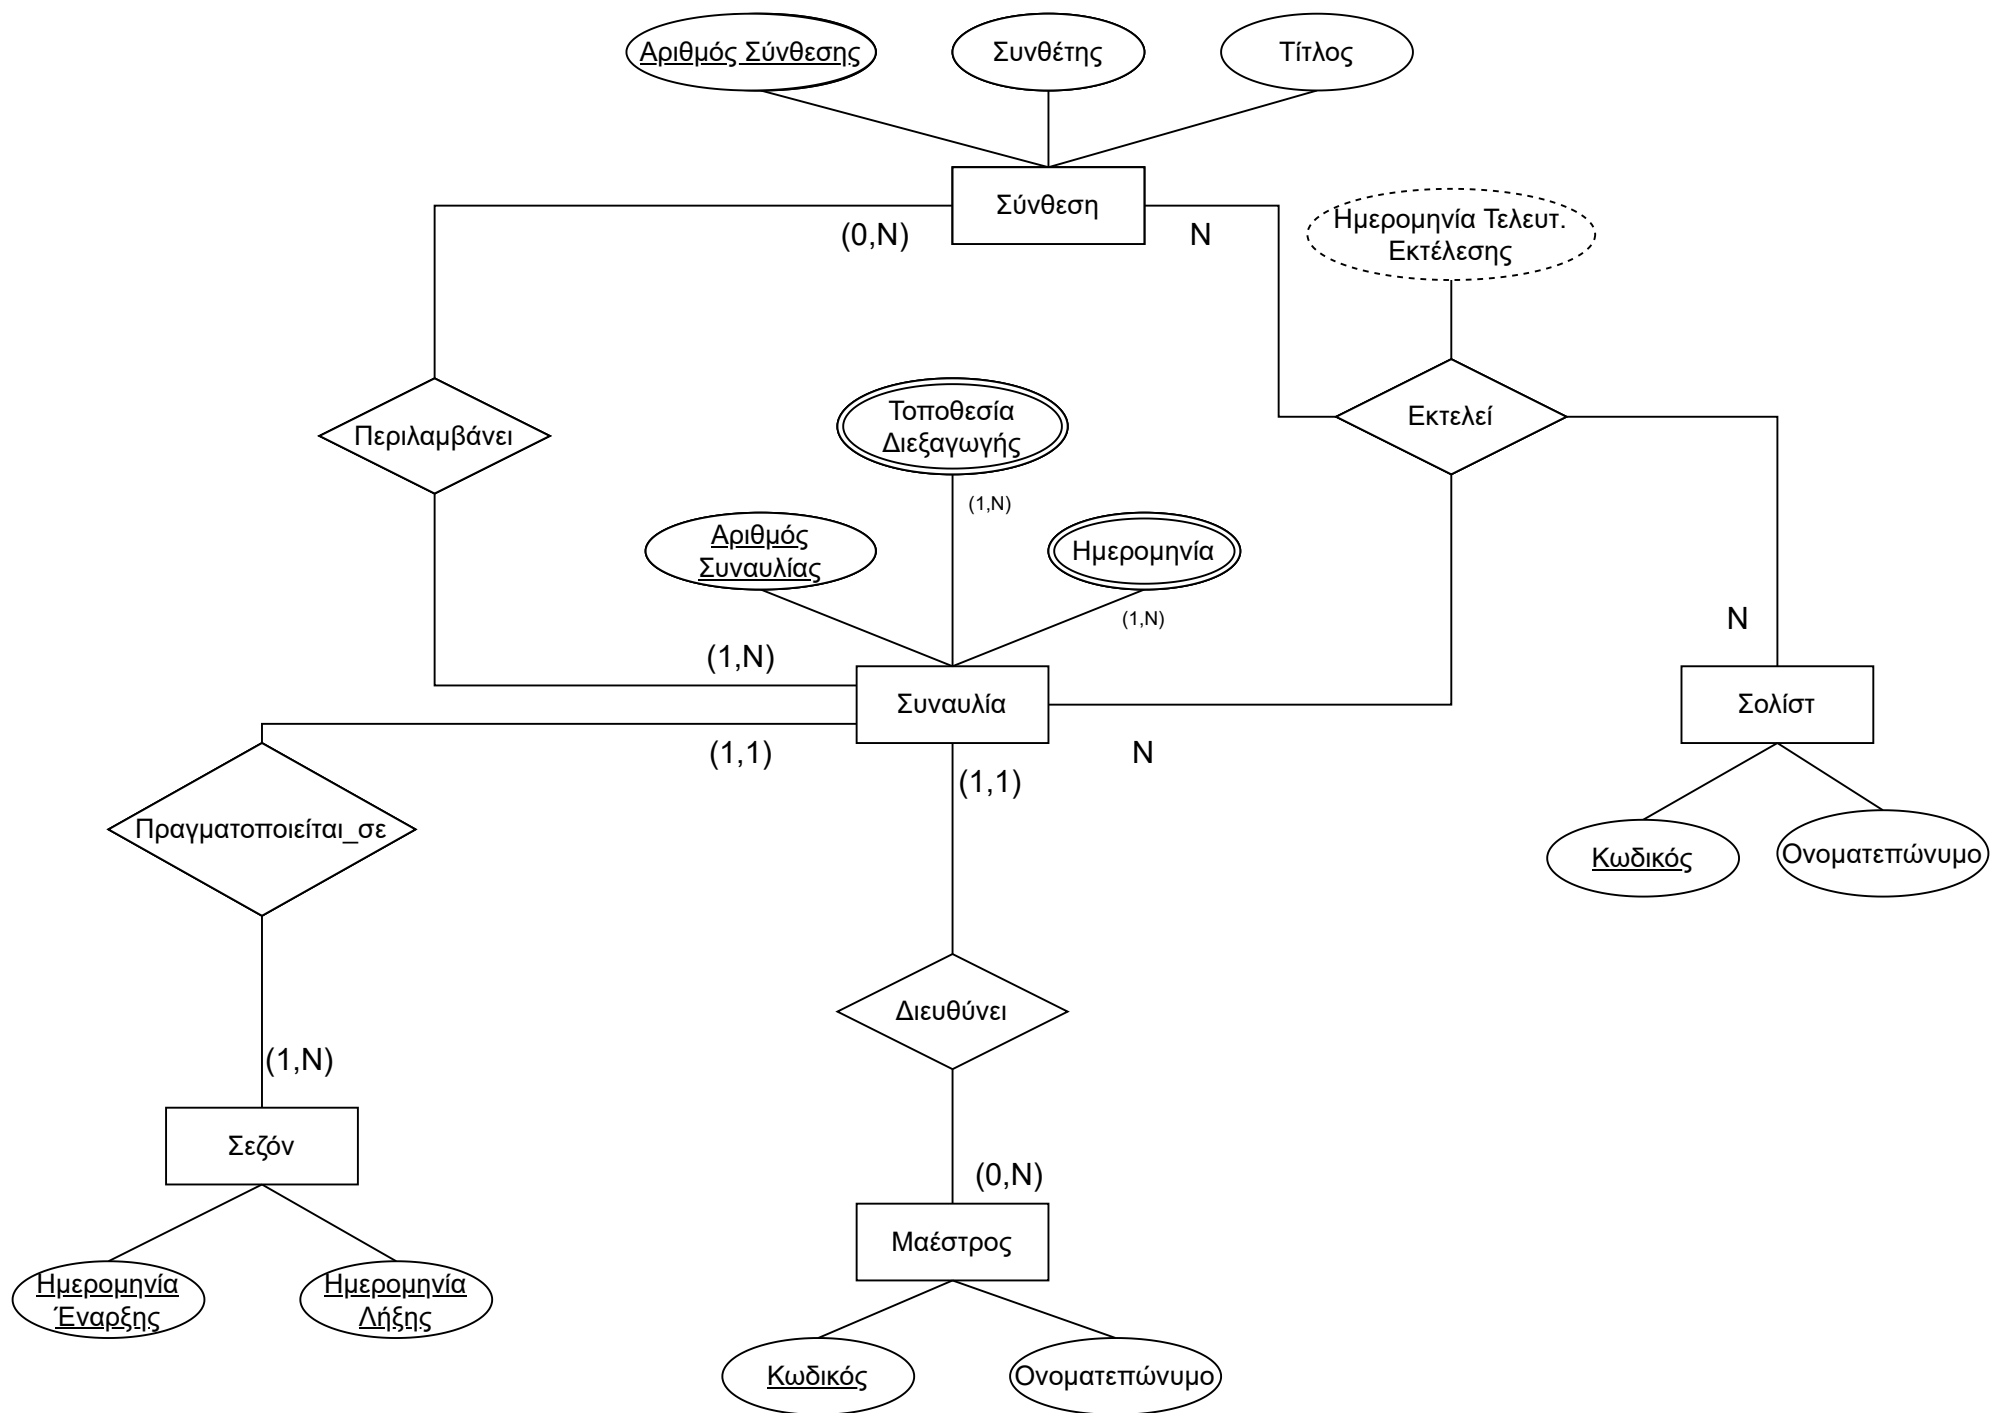 Αριθμός Σύνθεσης
Συνθέτης
Τίτλος
Σύνθεση
(0,N)
N
Ημερομηνία Τελευτ.
Εκτέλεσης
Περιλαμβάνει
Τοποθεσία
Διεξαγωγής
(1,N)
Εκτελεί
Αριθμός
Συναυλίας
Ημερομηνία
(1,N)
N
(1,N)
Συναυλία
Σολίστ
(1,1)
(1,1)
N
Πραγματοποιείται_σε
Κωδικός
Ονοματεπώνυμο
Διευθύνει
(1,N)
Σεζόν
(0,N)
Μαέστρος
Ημερομηνία
Έναρξης
Ημερομηνία
Λήξης
Κωδικός
Ονοματεπώνυμο